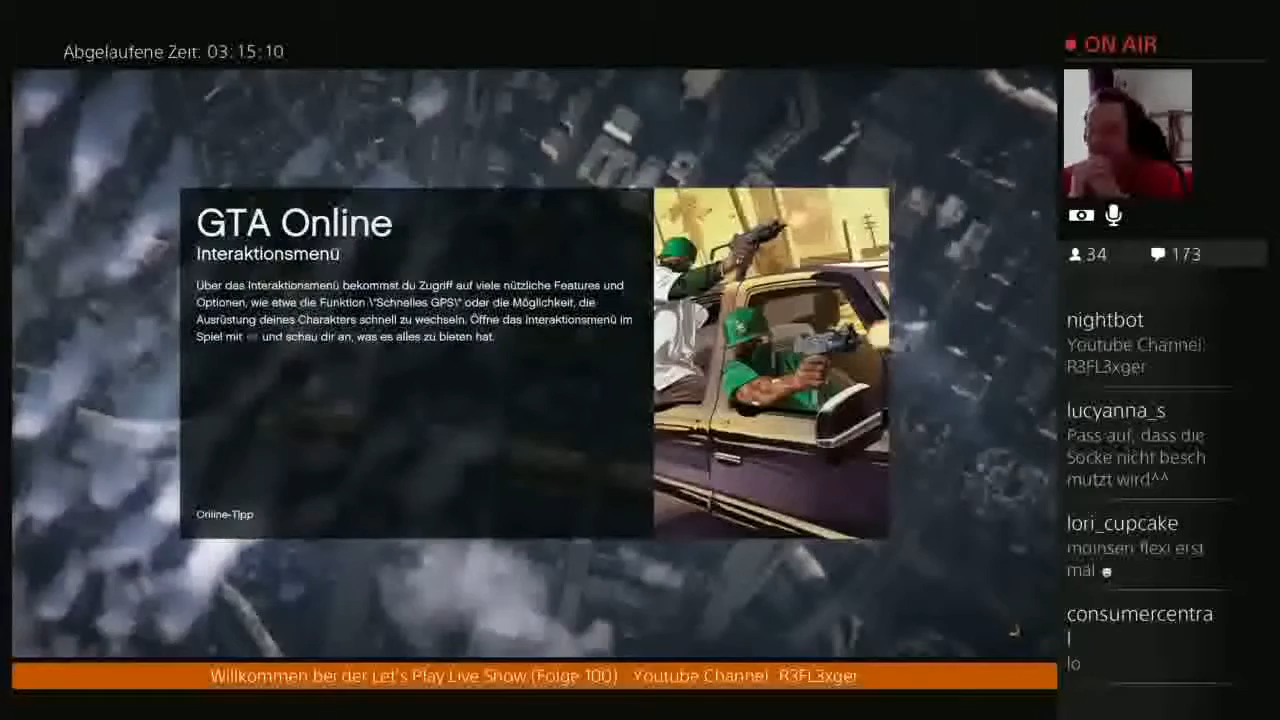 Abgelaufene Zeit: 03:15:10
ON AIR
34
173
GTA Online
Interaktionsmenü
Über das Interaktionsmenü bekommst du Zugriff auf viele nützliche Features und
Optionen, wie etwa die Funktion \"Schnelles GPS\" oder die Möglichkeit, die
Ausrüstung deines Charakters schnell zu wechseln. Öffne das Interaktionsmenü im
Spiel mit und schau dir an, was es alles zu bieten hat.
Online-Tipp
nightbot
Youtube Channel:
R3FL3xger
lucyanna_s
Pass auf, dass die
Socke nicht besch
mutzt wird^^
lori_cupcake
moinsen flexi erst
mal
consumercentra
l
lo
Willkommen bei der Let's Play Live Show (Folge 100) Youtube Channel: R3FL3xger